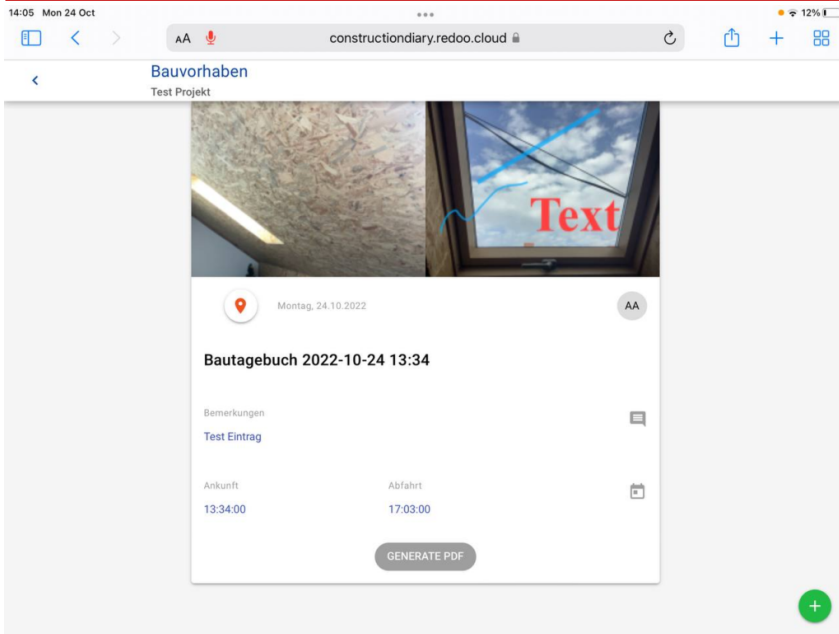 14:05 Mon 24 Oct
12%
AA constructiondiary.redoo.cloud
Bauvorhaben
Test Projekt
Text
Montag, 24.10.2022
AA
Bautagebuch 2022-10-24 13:34
Bemerkungen
Test Eintrag
Ankunft Abfahrt
13:34:00 17:03:00
GENERATE PDF